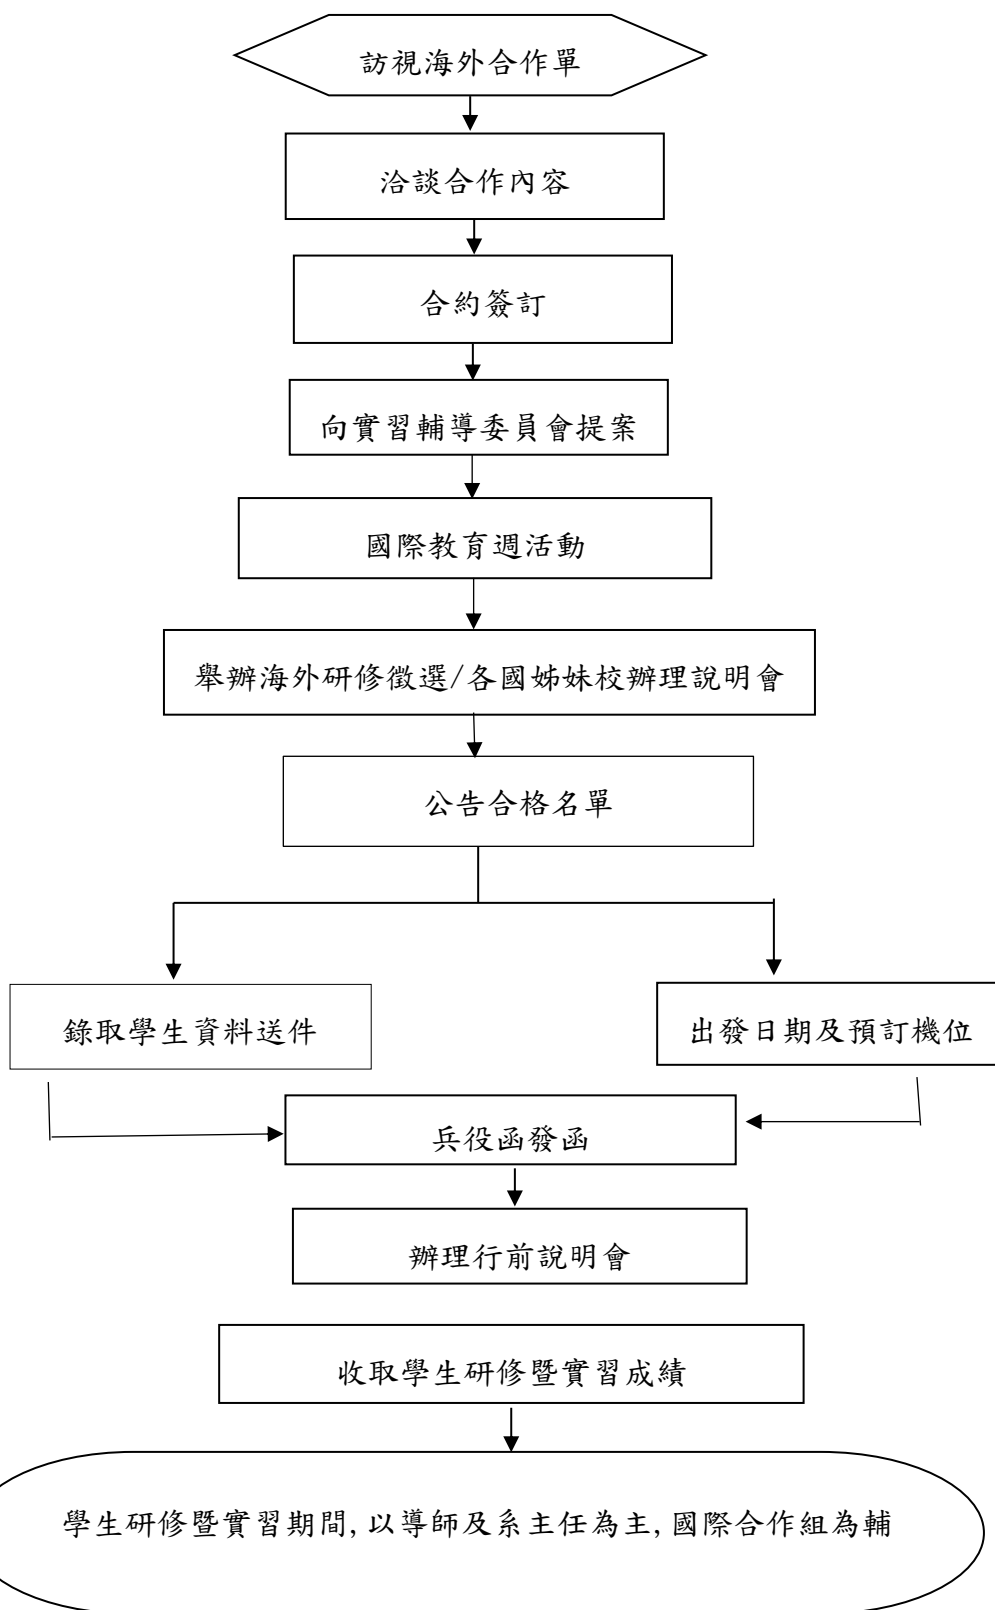 訪視海外合作單
洽談合作內容
合約簽訂
向實習輔導委員會提案
國際教育週活動
舉辦海外研修徵選/各國姊妹校辦理說明會
公告合格名單
錄取學生資料送件
出發日期及預訂機位
兵役函發函
辦理行前說明會
收取學生研修暨實習成績
學生研修暨實習期間,以導師及系主任為主,國際合作組為輔